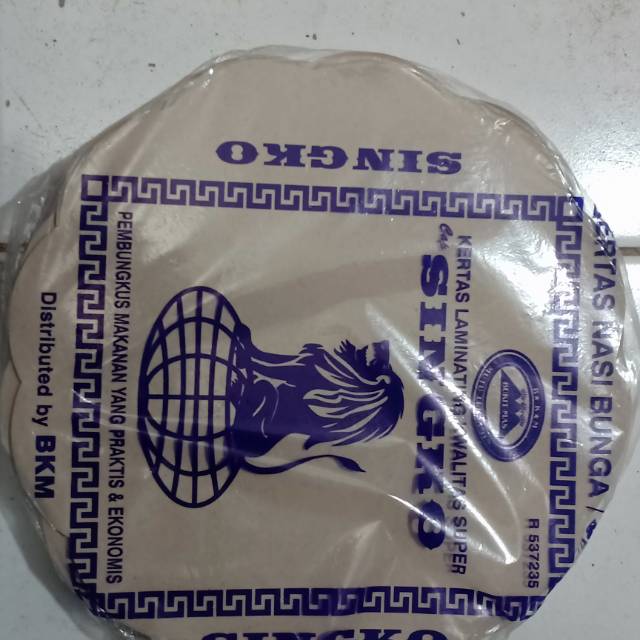 SINGKO
KERTAS NASI BUNGA /
R 537235
KERTAS LAMINATING KWALITAS SUPER
Cap
SINGKO
PEMBUNGKUS MAKANAN YANG PRAKTIS & EKONOMIS
Distributed by BKM
SINGKO